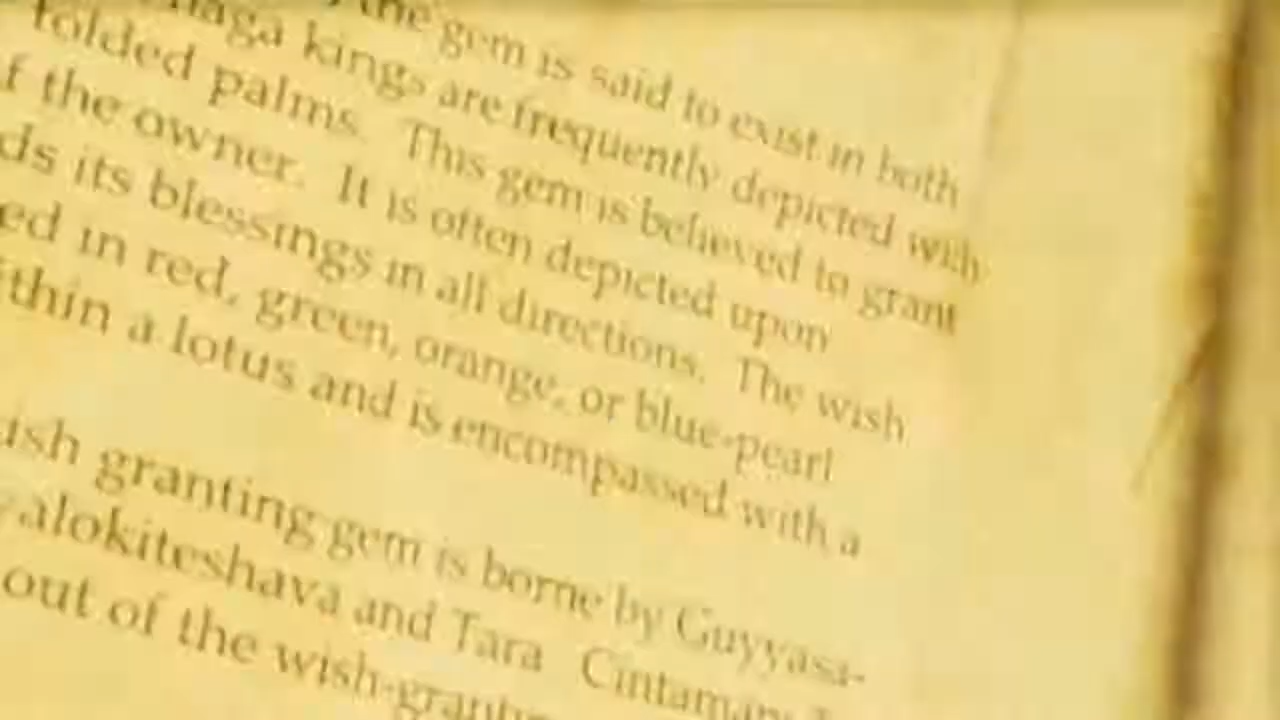 the gem is said to exist in both
naga kings are frequently depicted with
folded palms. This gem is believed to grant
the owner. It is often depicted upon
its blessings in all directions. The wish
ed in red, green, orange, or blue-pearl
thin a lotus and is encompassed with a
ish granting gem is borne by Guyyasa-
alokiteshava and Tara Cintamani
out of the wish-granti